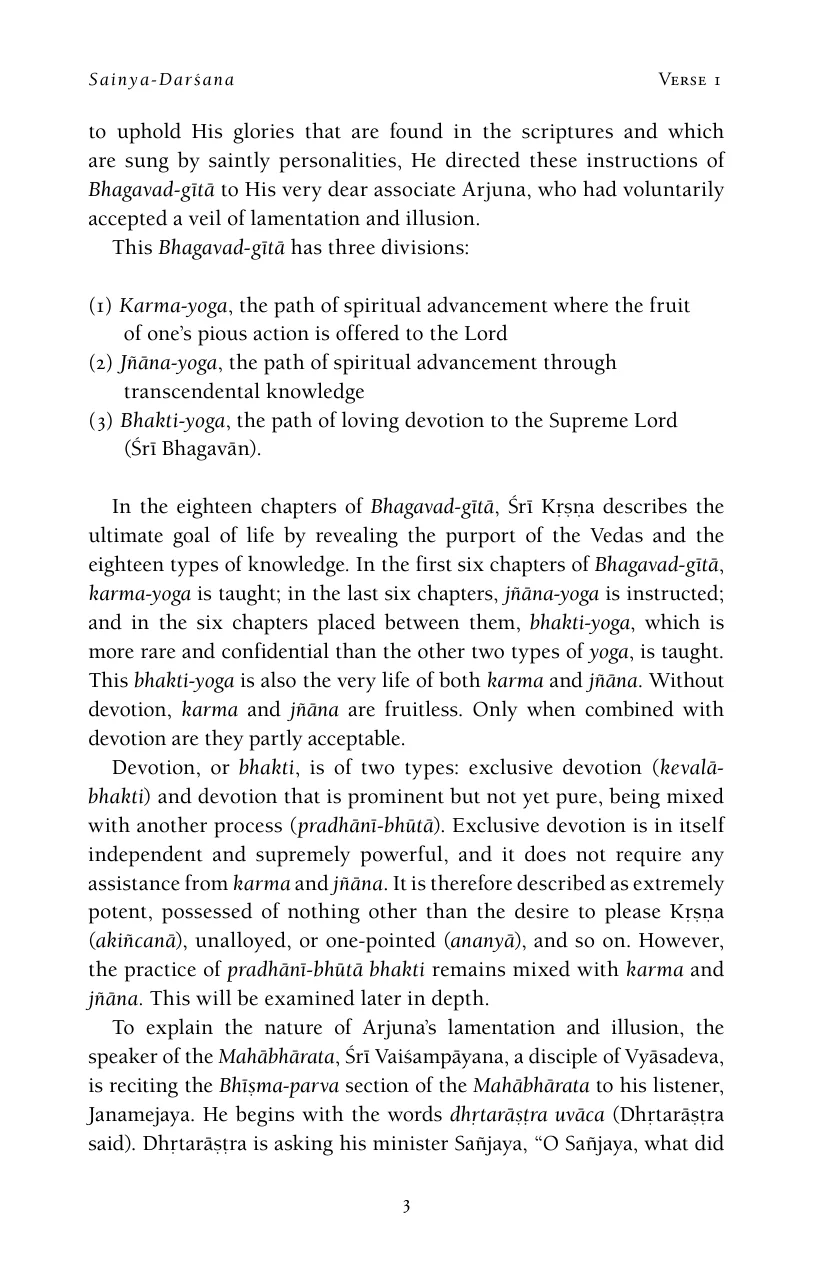 Sainya-Darśana Verse 1
to uphold His glories that are found in the scriptures and which
are sung by saintly personalities, He directed these instructions of
Bhagavad-gītā to His very dear associate Arjuna, who had voluntarily
accepted a veil of lamentation and illusion.
This Bhagavad-gītā has three divisions:
(1) Karma-yoga, the path of spiritual advancement where the fruit
of one’s pious action is offered to the Lord
(2) Jñāna-yoga, the path of spiritual advancement through
transcendental knowledge
(3) Bhakti-yoga, the path of loving devotion to the Supreme Lord
(Śrī Bhagavān).
In the eighteen chapters of Bhagavad-gītā, Śrī Kṛṣṇa describes the
ultimate goal of life by revealing the purport of the Vedas and the
eighteen types of knowledge. In the first six chapters of Bhagavad-gītā,
karma-yoga is taught; in the last six chapters, jñāna-yoga is instructed;
and in the six chapters placed between them, bhakti-yoga, which is
more rare and confidential than the other two types of yoga, is taught.
This bhakti-yoga is also the very life of both karma and jñāna. Without
devotion, karma and jñāna are fruitless. Only when combined with
devotion are they partly acceptable.
Devotion, or bhakti, is of two types: exclusive devotion (kevalā-
bhakti) and devotion that is prominent but not yet pure, being mixed
with another process (pradhānī-bhūtā). Exclusive devotion is in itself
independent and supremely powerful, and it does not require any
assistance from karma and jñāna. It is therefore described as extremely
potent, possessed of nothing other than the desire to please Kṛṣṇa
(akiñcanā), unalloyed, or one-pointed (ananyā), and so on. However,
the practice of pradhānī-bhūtā bhakti remains mixed with karma and
jñāna. This will be examined later in depth.
To explain the nature of Arjuna’s lamentation and illusion, the
speaker of the Mahābhārata, Śrī Vaiśampāyana, a disciple of Vyāsadeva,
is reciting the Bhīṣma-parva section of the Mahābhārata to his listener,
Janamejaya. He begins with the words dhṛtarāṣṭra uvāca (Dhṛtarāṣṭra
said). Dhṛtarāṣṭra is asking his minister Sañjaya, “O Sañjaya, what did
3